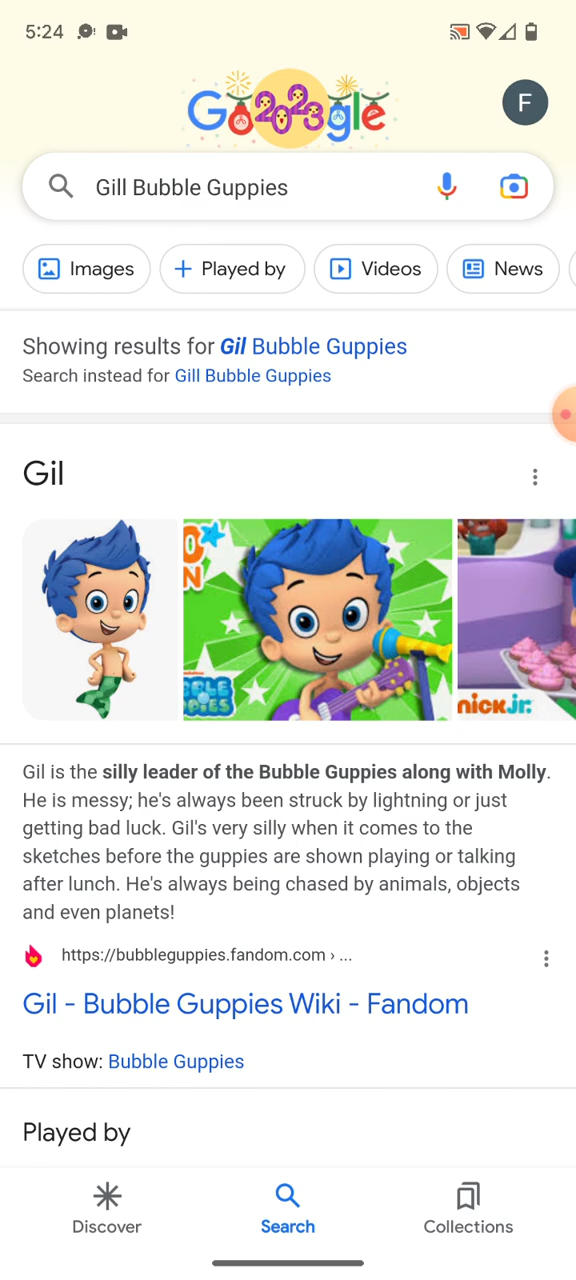 5:24
Go2023gle
F
Gill Bubble Guppies
Images
Played by
Videos
News
Showing results for Gil Bubble Guppies
Search instead for Gill Bubble Guppies
Gil
nick jr.
Gil is the silly leader of the Bubble Guppies along with Molly.
He is messy; he's always been struck by lightning or just
getting bad luck. Gil's very silly when it comes to the
sketches before the guppies are shown playing or talking
after lunch. He's always being chased by animals, objects
and even planets!
https://bubbleguppies.fandom.com › ...
Gil - Bubble Guppies Wiki - Fandom
TV show: Bubble Guppies
Played by
Discover
Search
Collections